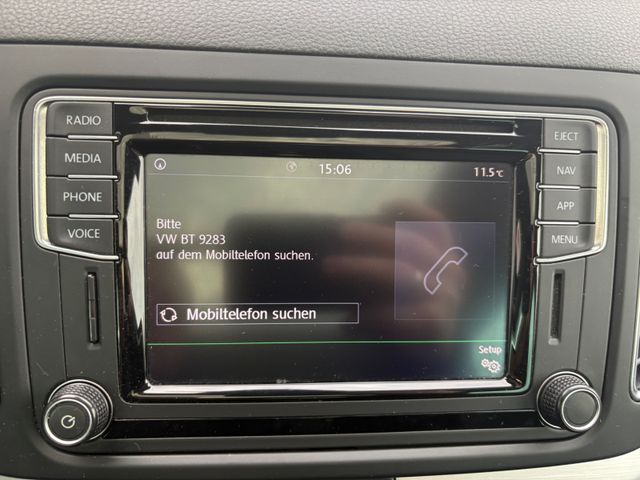 RADIO
MEDIA
PHONE
VOICE
EJECT
NAV
APP
MENU
15:06
11.5°C
Bitte
VW BT 9283
auf dem Mobiltelefon suchen.
Mobiltelefon suchen
Setup